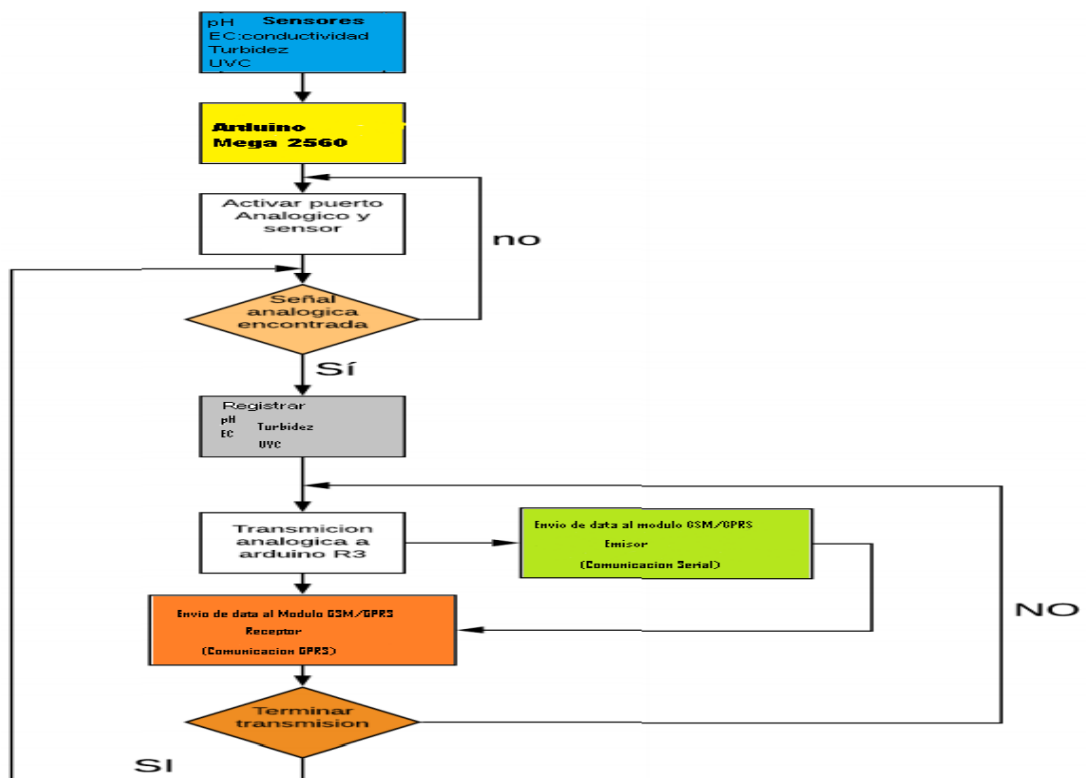 pH Sensores
EC:conductividad
Turbidez
UVC
Arduino
Mega 2560
Activar puerto
Analogico y
sensor
no
Señal
analogica
encontrada
Sí
Registrar
pH
Turbidez
EC
UVC
Transmicion
analogica a
arduino R3
Envio de data al modulo GSM/GPRS
Emisor
(Comunicacion Serial)
Envio de data al Modulo GSM/GPRS
Receptor
(Comunicacion GPRS)
NO
Terminar
transmision
SI